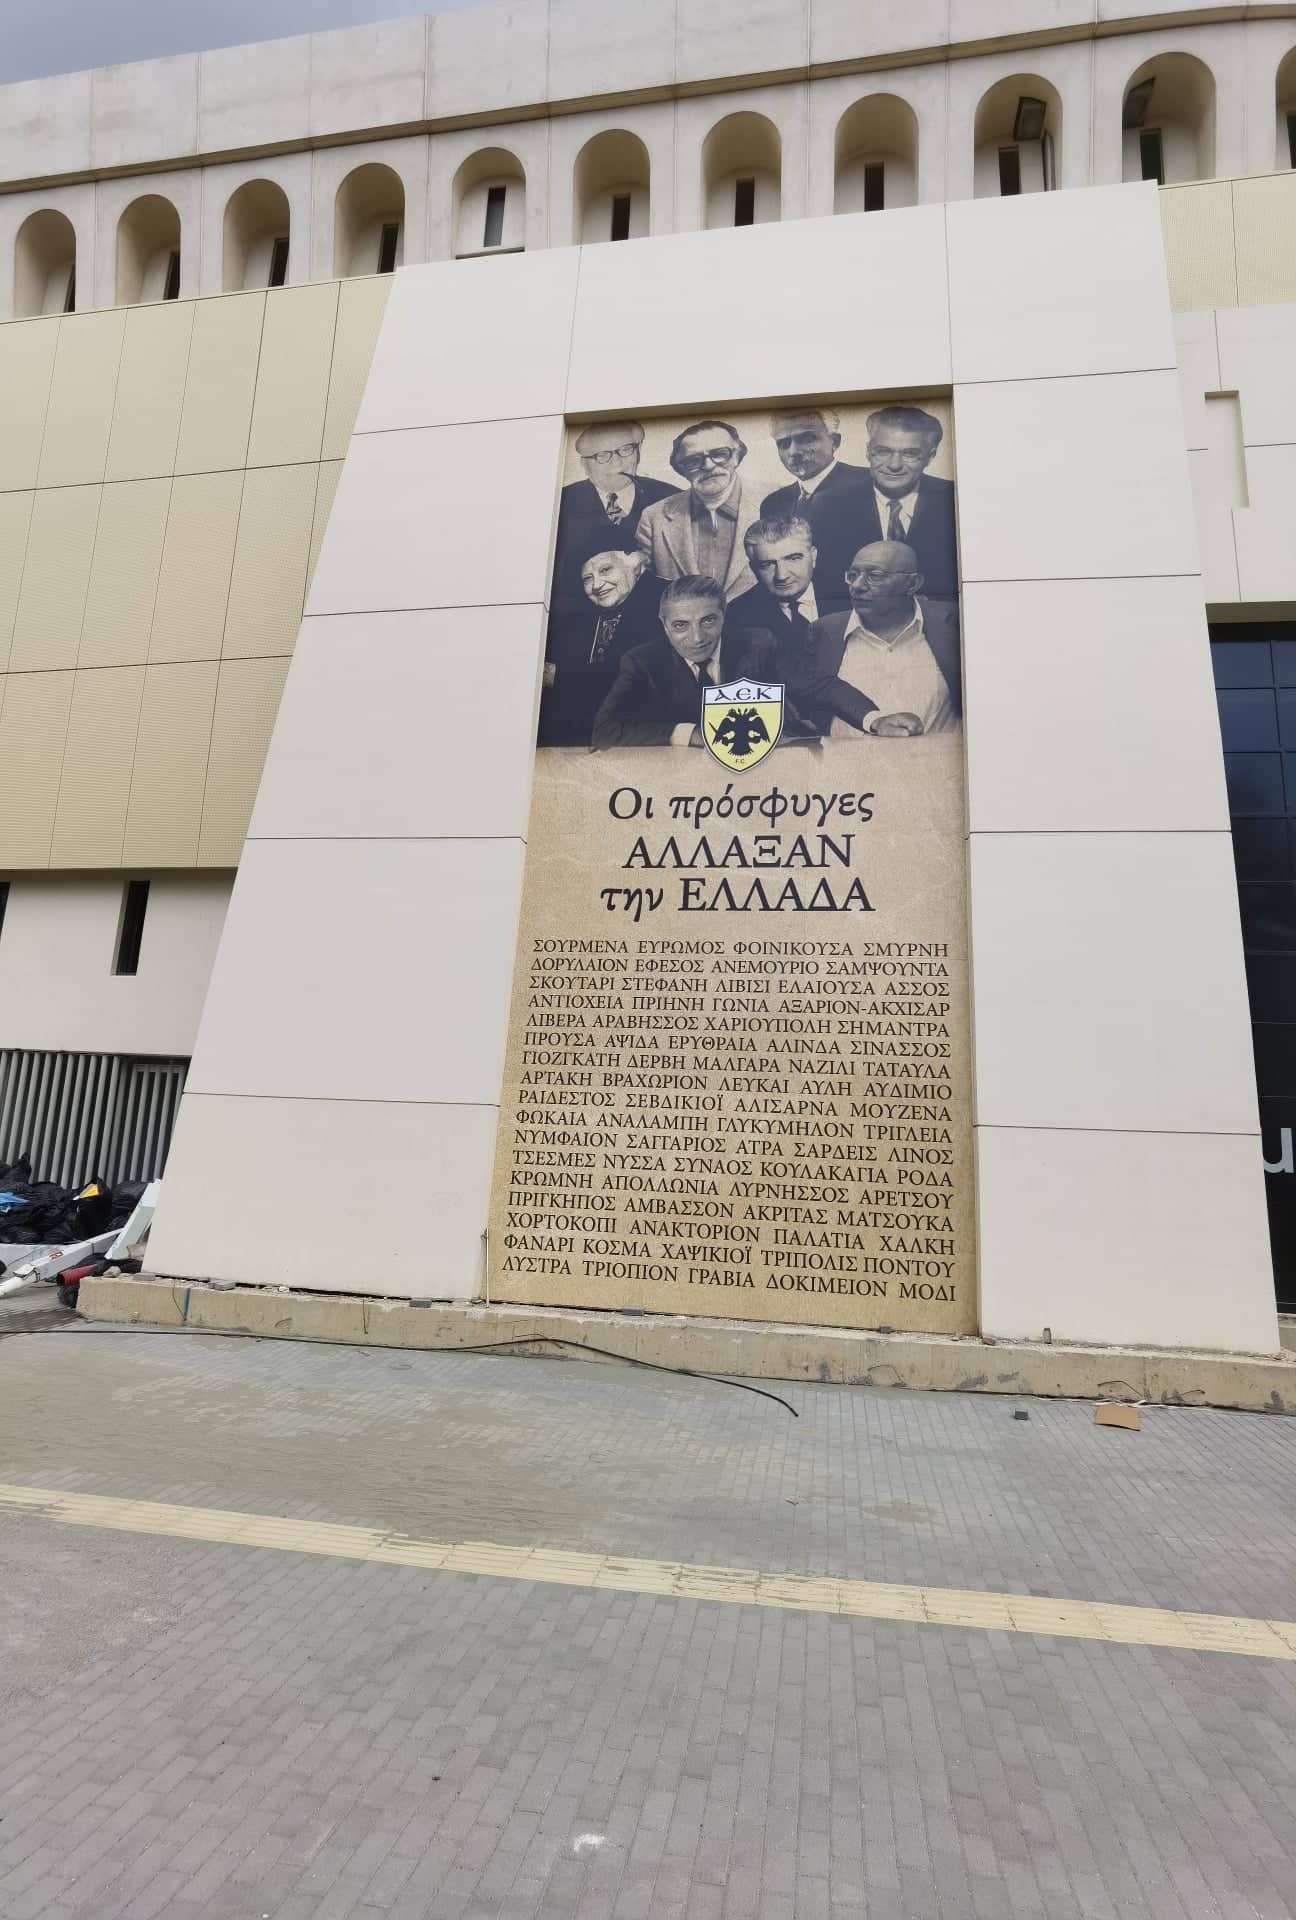 Α.Ε.Κ
F.C.
Οι πρόσφυγες
ΑΛΛΑΞΑΝ
την ΕΛΛΑΔΑ
ΣΟΥΡΜΕΝΑ ΕΥΡΩΜΟΣ ΦΟΙΝΙΚΟΥΣΑ ΣΜΥΡΝΗ
ΔΟΡΥΛΑΙΟΝ ΕΦΕΣΟΣ ΑΝΕΜΟΥΡΙΟ ΣΑΜΨΟΥΝΤΑ
ΣΚΟΥΤΑΡΙ ΣΤΕΦΑΝΗ ΛΙΒΙΣΙ ΕΛΑΙΟΥΣΑ ΑΣΣΟΣ
ΑΝΤΙΟΧΕΙΑ ΠΡΙΗΝΗ ΓΩΝΙΑ ΑΞΑΡΙΟΝ-ΑΚΧΙΣΑΡ
ΛΙΒΕΡΑ ΑΡΑΒΗΣΣΟΣ ΧΑΡΙΟΥΠΟΛΗ ΣΗΜΑΝΤΡΑ
ΠΡΟΥΣΑ ΑΨΙΔΑ ΕΡΥΘΡΑΙΑ ΑΛΙΝΔΑ ΣΙΝΑΣΣΟΣ
ΓΙΟΖΓΚΑΤΗ ΔΕΡΒΗ ΜΑΛΓΑΡΑ ΝΑΖΙΛΙ ΤΑΤΑΥΛΑ
ΑΡΤΑΚΗ ΒΡΑΧΩΡΙΟΝ ΛΕΥΚΑΙ ΑΥΛΗ ΑΥΔΙΜΙΟ
ΡΑΙΔΕΣΤΟΣ ΣΕΒΔΙΚΙΟΪ ΑΛΙΣΑΡΝΑ ΜΟΥΖΕΝΑ
ΦΩΚΑΙΑ ΑΝΑΛΑΜΠΗ ΓΛΥΚΥΜΗΛΟΝ ΤΡΙΓΛΕΙΑ
ΝΥΜΦΑΙΟΝ ΣΑΓΓΑΡΙΟΣ ΑΤΡΑ ΣΑΡΔΕΙΣ ΛΙΝΟΣ
ΤΣΕΣΜΕΣ ΝΥΣΣΑ ΣΥΝΑΟΣ ΚΟΥΛΑΚΑΓΙΑ ΡΟΔΑ
ΚΡΩΜΝΗ ΑΠΟΛΛΩΝΙΑ ΛΥΡΝΗΣΣΟΣ ΑΡΕΤΣΟΥ
ΠΡΙΓΚΗΠΟΣ ΑΜΒΑΣΣΟΝ ΑΚΡΙΤΑΣ ΜΑΤΣΟΥΚΑ
ΧΟΡΤΟΚΟΠΙ ΑΝΑΚΤΟΡΙΟΝ ΠΑΛΑΤΙΑ ΧΑΛΚΗ
ΦΑΝΑΡΙ ΚΟΣΜΑ ΧΑΨΙΚΙΟΪ ΤΡΙΠΟΛΙΣ ΠΟΝΤΟΥ
ΛΥΣΤΡΑ ΤΡΙΟΠΙΟΝ ΓΡΑΒΙΑ ΔΟΚΙΜΕΙΟΝ ΜΟΔΙ